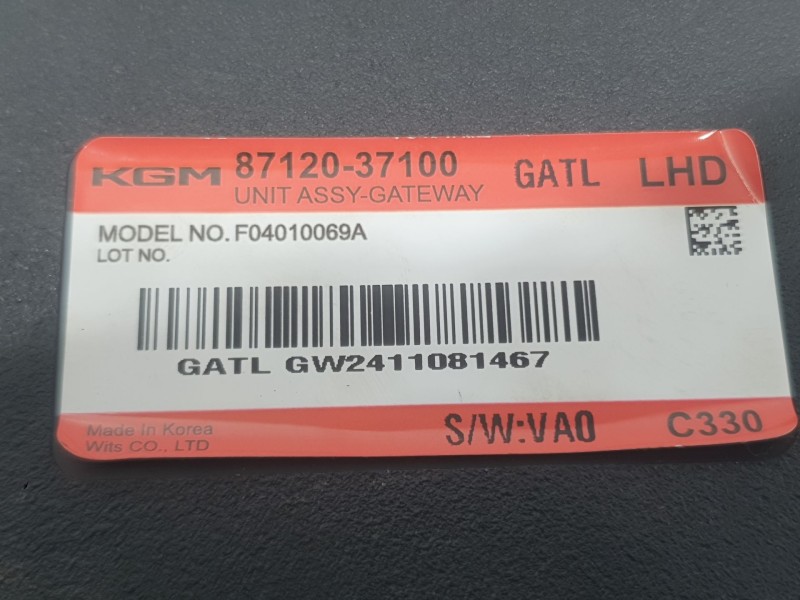 KGM 87120-37100 GATL LHD
UNIT ASSY-GATEWAY
MODEL NO. F04010069A
LOT NO.
GATL GW2411081467
Made In Korea
Wits CO., LTD
S/W:VA0 C330